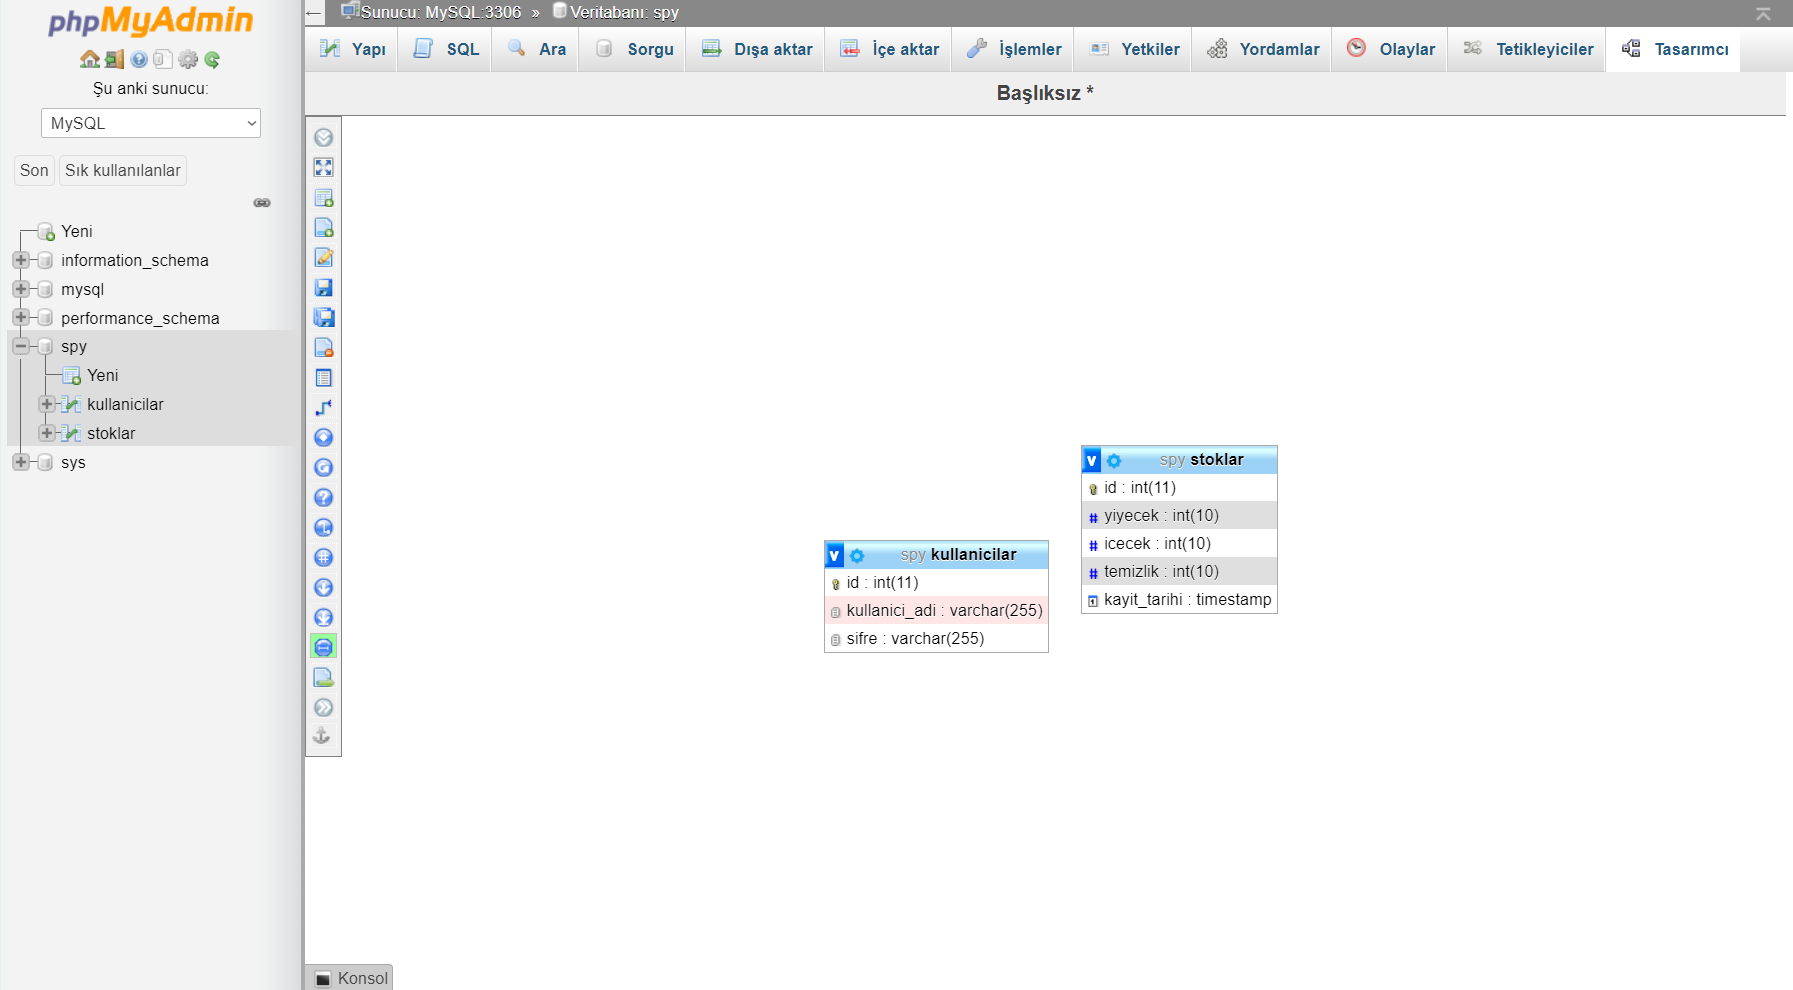 phpMyAdmin
Şu anki sunucu:
MySQL
Son
Sık kullanılanlar
Yeni
information_schema
mysql
performance_schema
spy
Yeni
kullanicilar
stoklar
sys
Sunucu: MySQL:3306 » Veritabanı: spy
Yapı
SQL
Ara
Sorgu
Dışa aktar
İçe aktar
İşlemler
Yetkiler
Yordamlar
Olaylar
Tetikleyiciler
Tasarımcı
Başlıksız *
v spy stoklar
id : int(11)
# yiyecek : int(10)
# icecek : int(10)
# temizlik : int(10)
kayit_tarihi : timestamp
v spy kullanicilar
id : int(11)
kullanici_adi : varchar(255)
sifre : varchar(255)
Konsol